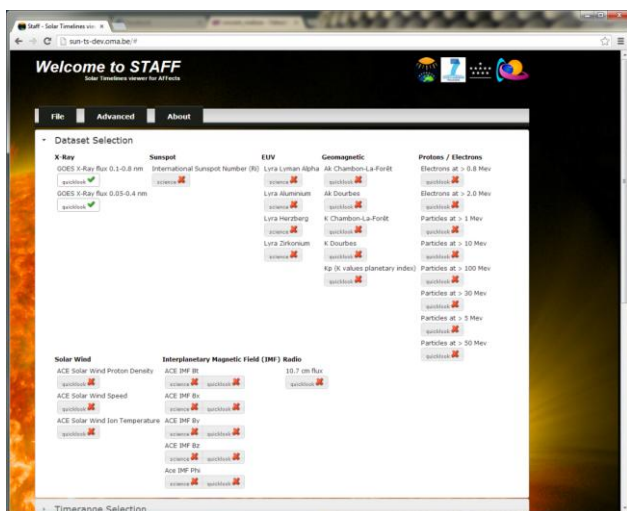 Staff - Solar Timelines view
sun-ts-dev.oma.be/#
Welcome to STAFF
Solar Timelines viewer for AFFects
File Advanced About
Dataset Selection
X-Ray
GOES X-Ray flux 0.1-0.8 nm
quicklook
GOES X-Ray flux 0.05-0.4 nm
quicklook
Sunspot
International Sunspot Number (Ri)
science
EUV
Lyra Lyman Alpha
science
Lyra Aluminium
science
Lyra Herzberg
science
Lyra Zirkonium
science
Geomagnetic
Ak Chambon-La-Forêt
quicklook
Ak Dourbes
quicklook
K Chambon-La-Forêt
quicklook
K Dourbes
quicklook
Kp (K values planetary index)
quicklook
Protons / Electrons
Electrons at > 0.8 Mev
quicklook
Electrons at > 2.0 Mev
quicklook
Particles at > 1 Mev
quicklook
Particles at > 10 Mev
quicklook
Particles at > 100 Mev
quicklook
Particles at > 30 Mev
quicklook
Particles at > 5 Mev
quicklook
Particles at > 50 Mev
quicklook
Solar Wind
ACE Solar Wind Proton Density
quicklook
ACE Solar Wind Speed
quicklook
ACE Solar Wind Ion Temperature
quicklook
Interplanetary Magnetic Field (IMF)
ACE IMF Bt
science quicklook
ACE IMF Bx
science quicklook
ACE IMF By
science quicklook
ACE IMF Bz
science quicklook
Ace IMF Phi
science quicklook
Radio
10.7 cm flux
quicklook
Timerange Selection